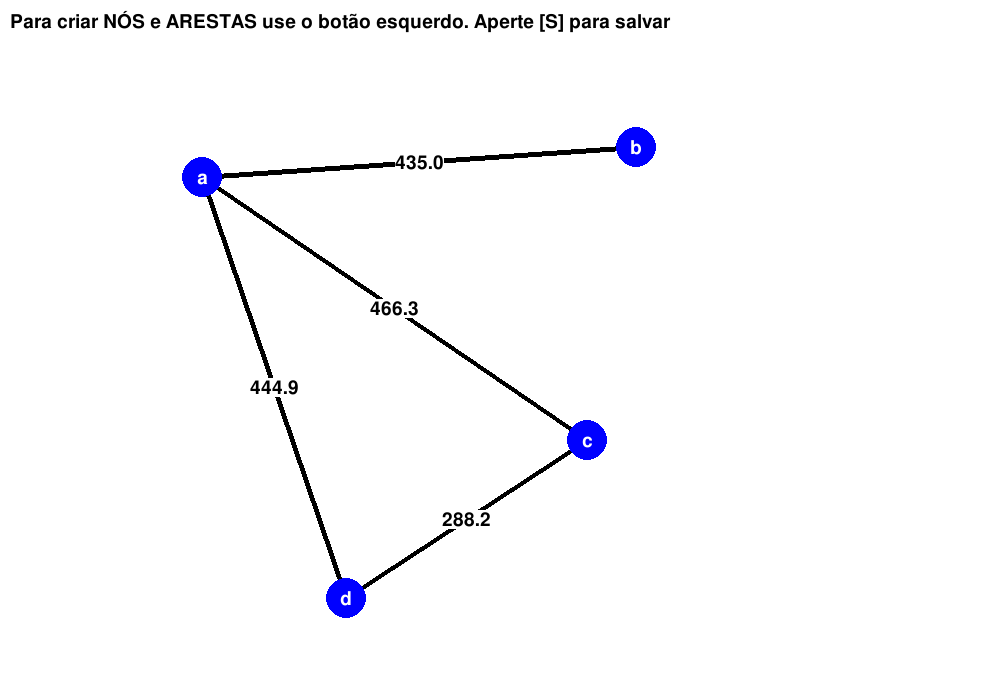 Para criar NÓS e ARESTAS use o botão esquerdo. Aperte [S] para salvar
b
435.0
a
466.3
444.9
c
288.2
d